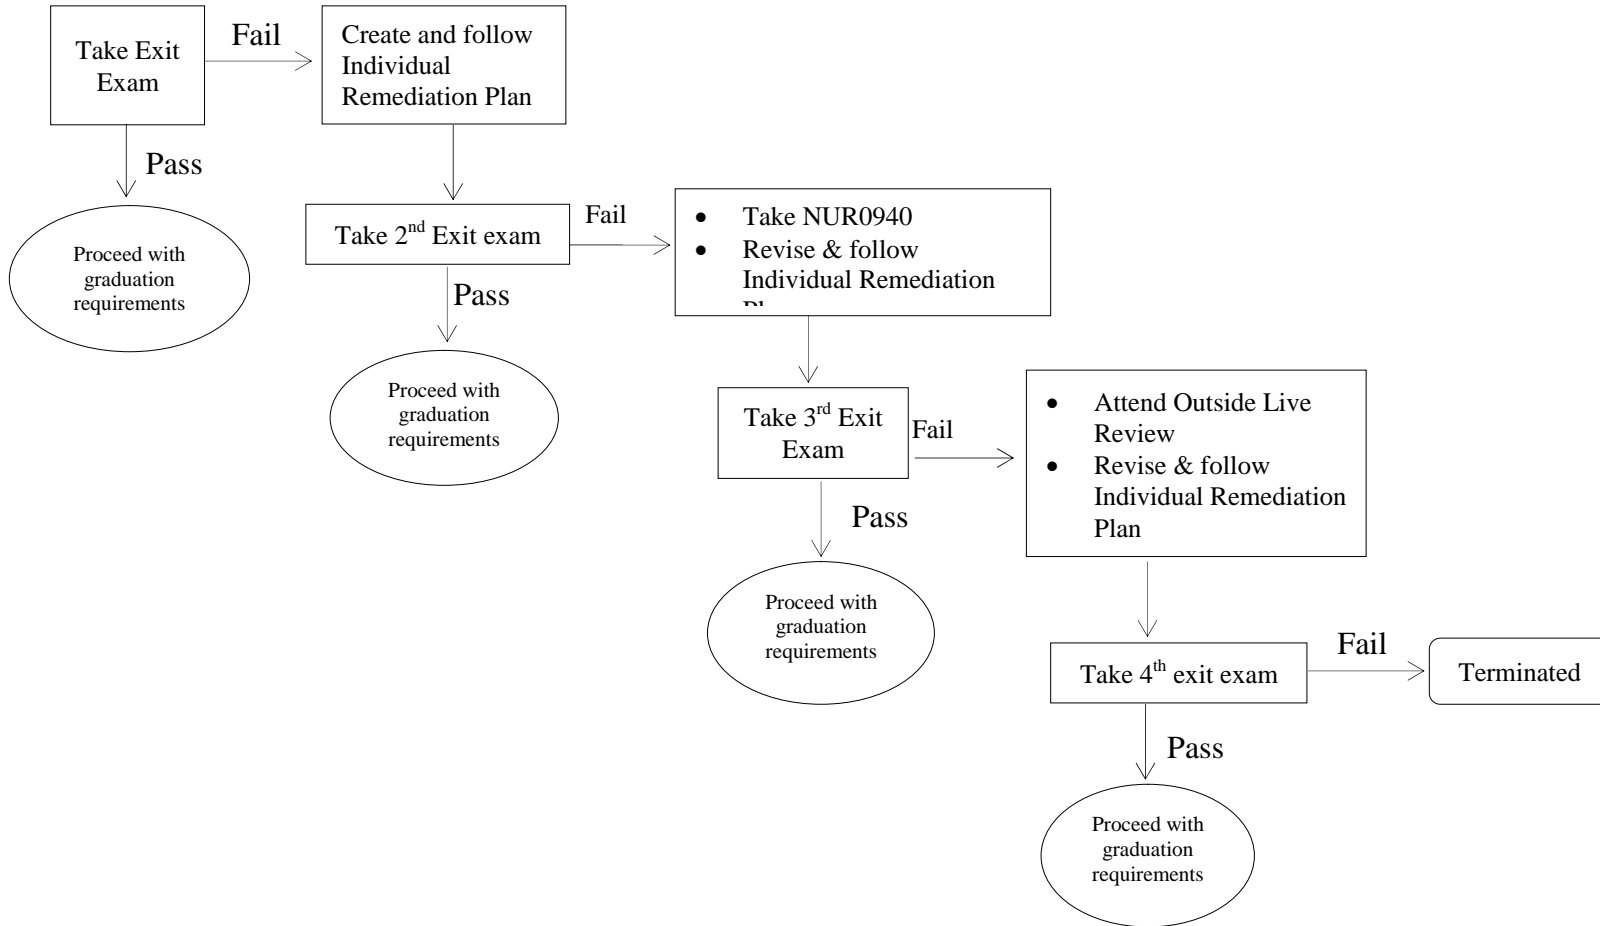 Take Exit
Exam
Fail
Create and follow
Individual
Remediation Plan
Pass
Proceed with
graduation
requirements
Take 2nd Exit exam
Fail
• Take NUR0940
• Revise & follow
Individual Remediation
Pass
Proceed with
graduation
requirements
Take 3rd Exit
Exam
Fail
• Attend Outside Live
Review
• Revise & follow
Individual Remediation
Plan
Pass
Proceed with
graduation
requirements
Take 4th exit exam
Fail
Terminated
Pass
Proceed with
graduation
requirements